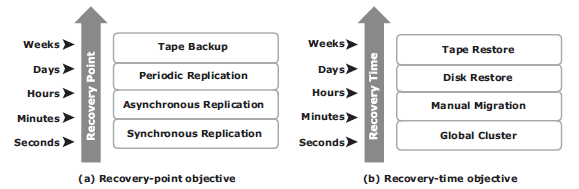 Weeks
Days
Hours
Minutes
Seconds
Recovery Point
Tape Backup
Periodic Replication
Asynchronous Replication
Synchronous Replication
(a) Recovery-point objective
Weeks
Days
Hours
Minutes
Seconds
Recovery Time
Tape Restore
Disk Restore
Manual Migration
Global Cluster
(b) Recovery-time objective